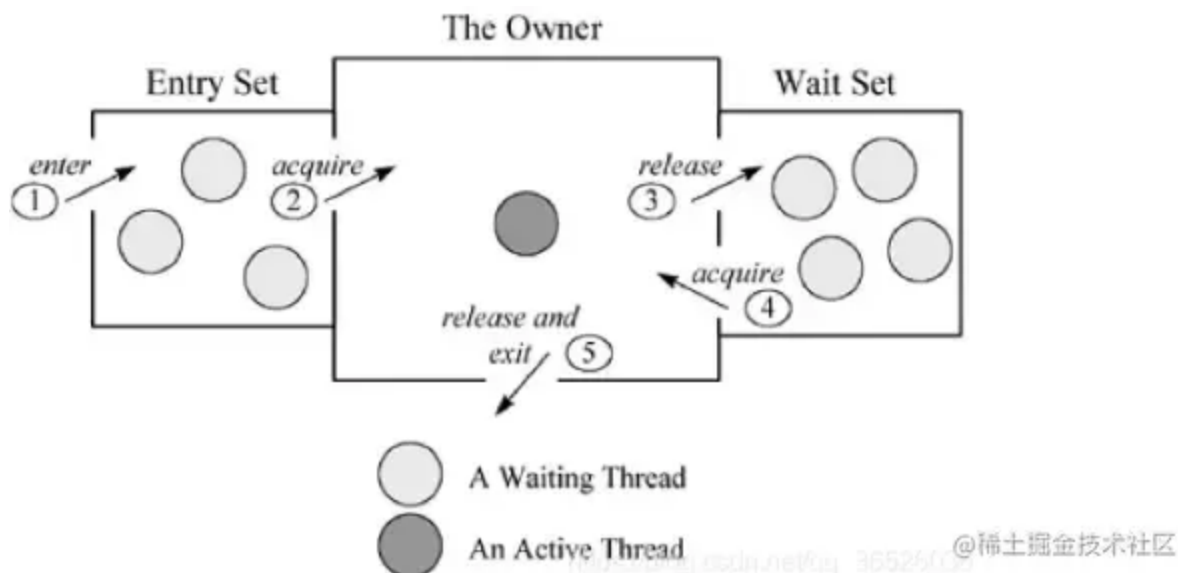 The Owner
Entry Set
Wait Set
enter
1
acquire
2
release
3
acquire
4
release and
exit 5
A Waiting Thread
An Active Thread
@稀土掘金技术社区